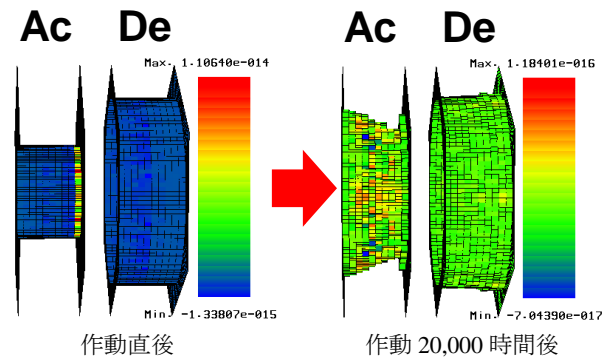 Ac De
Max. 1.10640e-014
Min. -1.33807e-015
作動直後
Ac De
Max. 1.18401e-016
Min. -7.04390e-017
作動 20,000 時間後